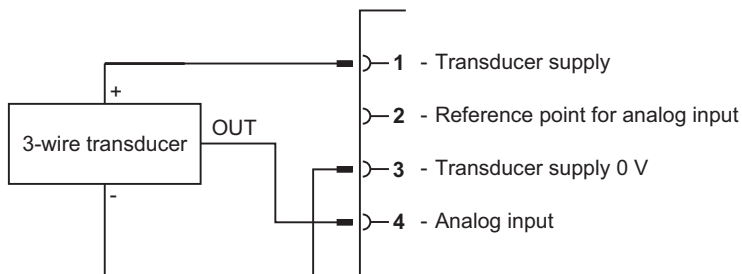 1 - Transducer supply
+
2 - Reference point for analog input
3-wire transducer
OUT
3 - Transducer supply 0 V
-
4 - Analog input